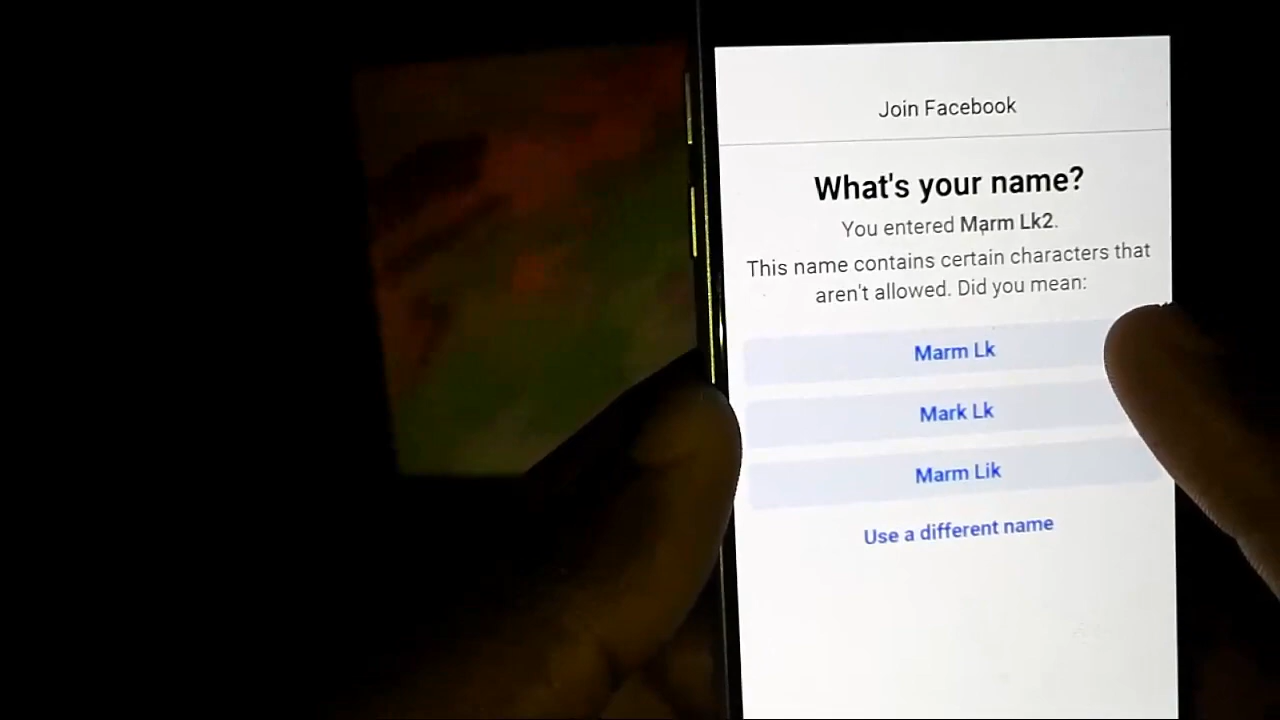 Join Facebook
What's your name?
You entered Marm Lk2.
This name contains certain characters that
aren't allowed. Did you mean:
Marm Lk
Mark Lk
Marm Lik
Use a different name